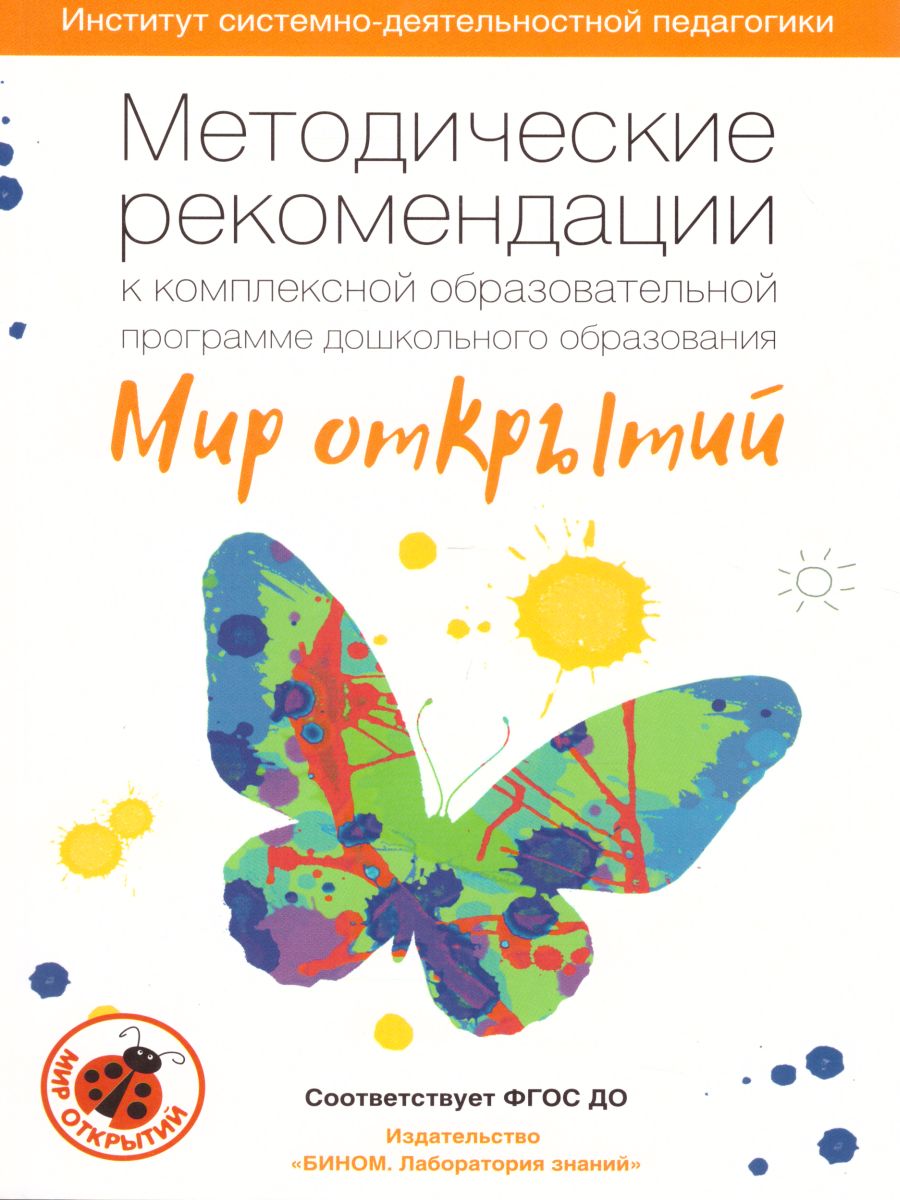 Институт системно-деятельностной педагогики
Методические
рекомендации
к комплексной образовательной
программе дошкольного образования
Мир открытий
МИР ОТКРЫТИЙ
Соответствует ФГОС ДО
Издательство
«БИНОМ. Лаборатория знаний»